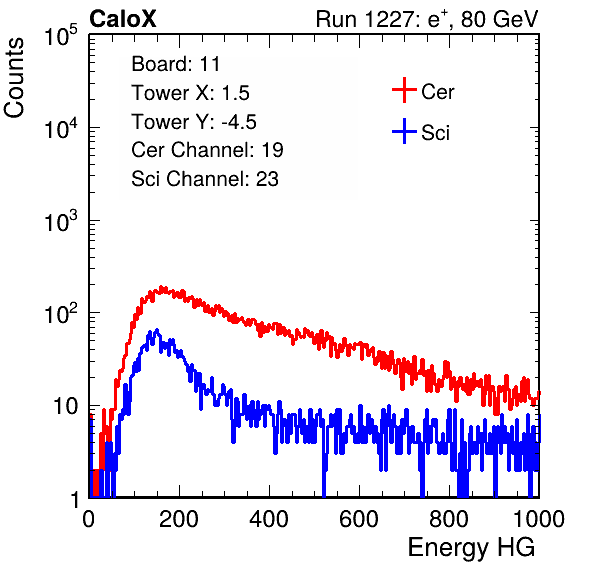 CaloX Run 1227: e⁺, 80 GeV
Counts
Board: 11
Tower X: 1.5
Tower Y: -4.5
Cer Channel: 19
Sci Channel: 23
Cer
Sci
10⁵
10⁴
10³
10²
10
1
0 200 400 600 800 1000
Energy HG